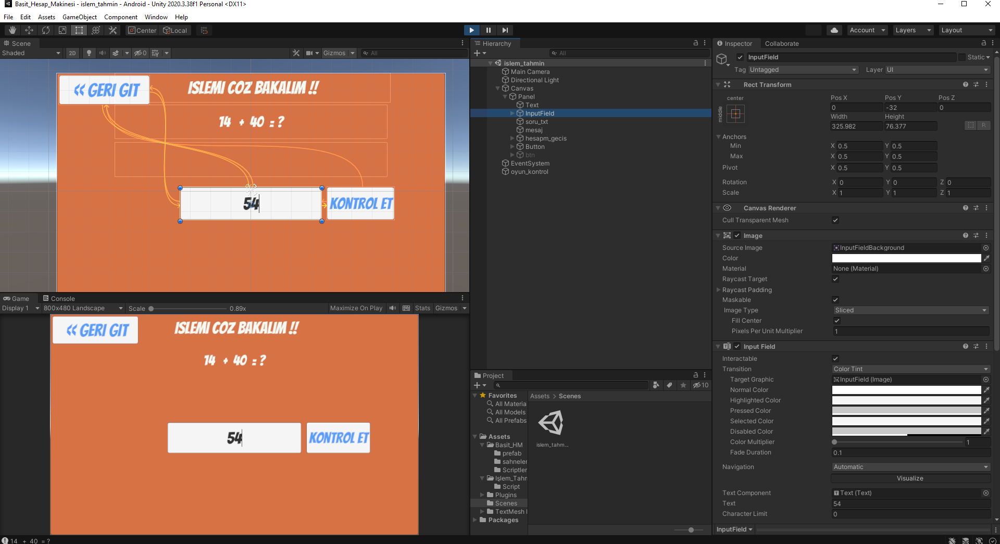 Basit_Hesap_Makinesi - islem_tahmin - Android - Unity 2020.3.38f1 Personal <DX11>
File Edit Assets GameObject Component Window Help
Center Local
Account Layers Layout
Scene
Shaded 2D 0 Gizmos All
<< GERI GIT
ISLEMI COZ BAKALIM !!
14 + 40 = ?
54
KONTROL ET
Game Console
Display 1 800x480 Landscape Scale 0.89x Maximize On Play Stats Gizmos
<< GERI GIT
ISLEMI COZ BAKALIM !!
14 + 40 = ?
54
KONTROL ET
14 + 40 = ?
Hierarchy
All
islem_tahmin
Main Camera
Directional Light
Canvas
Panel
Text
InputField
soru_txt
mesaj
hesapm_gecis
Button
btn
EventSystem
oyun_kontrol
Project
10
Favorites
All Materia
All Models
All Prefabs
Assets
Basit_HM
prefab
sahneler
Scriptler
Işlem_Tahm
Script
Plugins
Scenes
TextMesh
Packages
Assets > Scenes
islem_tahm...
Inspector Collaborate
InputField Static
Tag Untagged Layer UI
Rect Transform
center
middle
Pos X Pos Y Pos Z
0 -32 0
Width Height
325.982 76.377
R
Anchors
Min X 0.5 Y 0.5
Max X 0.5 Y 0.5
Pivot X 0.5 Y 0.5
Rotation X 0 Y 0 Z 0
Scale X 1 Y 1 Z 1
Canvas Renderer
Cull Transparent Mesh
Image
Source Image InputFieldBackground
Color
Material None (Material)
Raycast Target
Raycast Padding
Maskable
Image Type Sliced
Fill Center
Pixels Per Unit Multiplier 1
Input Field
Interactable
Transition Color Tint
Target Graphic InputField (Image)
Normal Color
Highlighted Color
Pressed Color
Selected Color
Disabled Color
Color Multiplier 1
Fade Duration 0.1
Navigation Automatic
Visualize
Text Component Text (Text)
Text 54
Character Limit 0
InputField